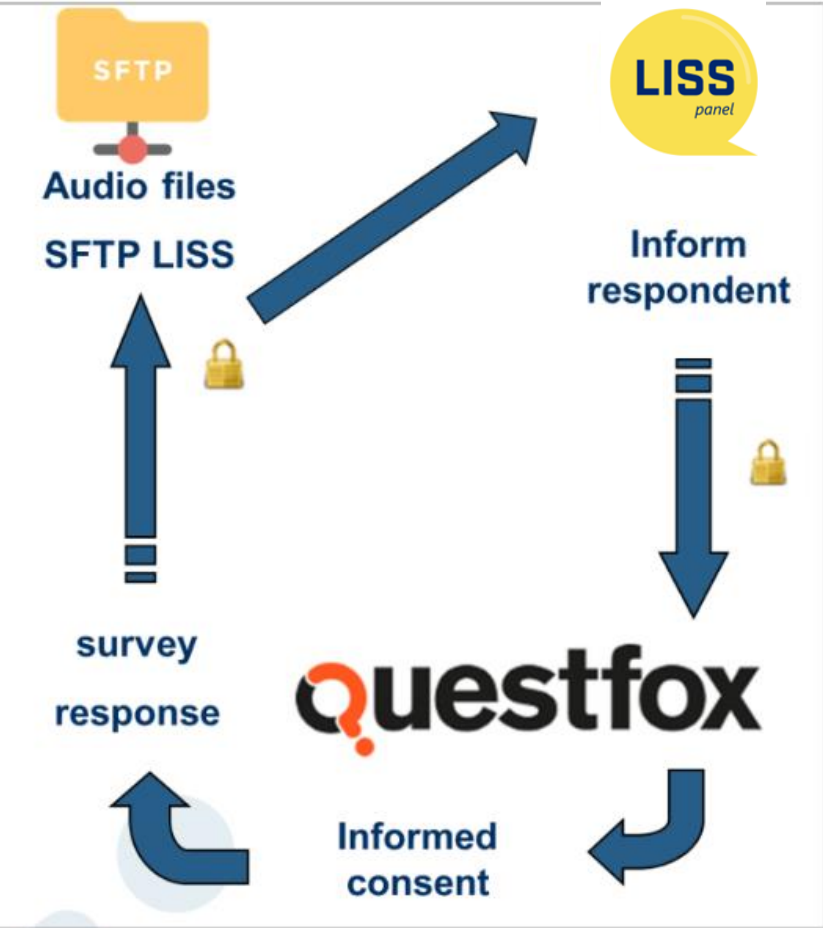 SFTP
Audio files
SFTP LISS
LISS
panel
Inform
respondent
Questfox
Informed
consent
survey
response